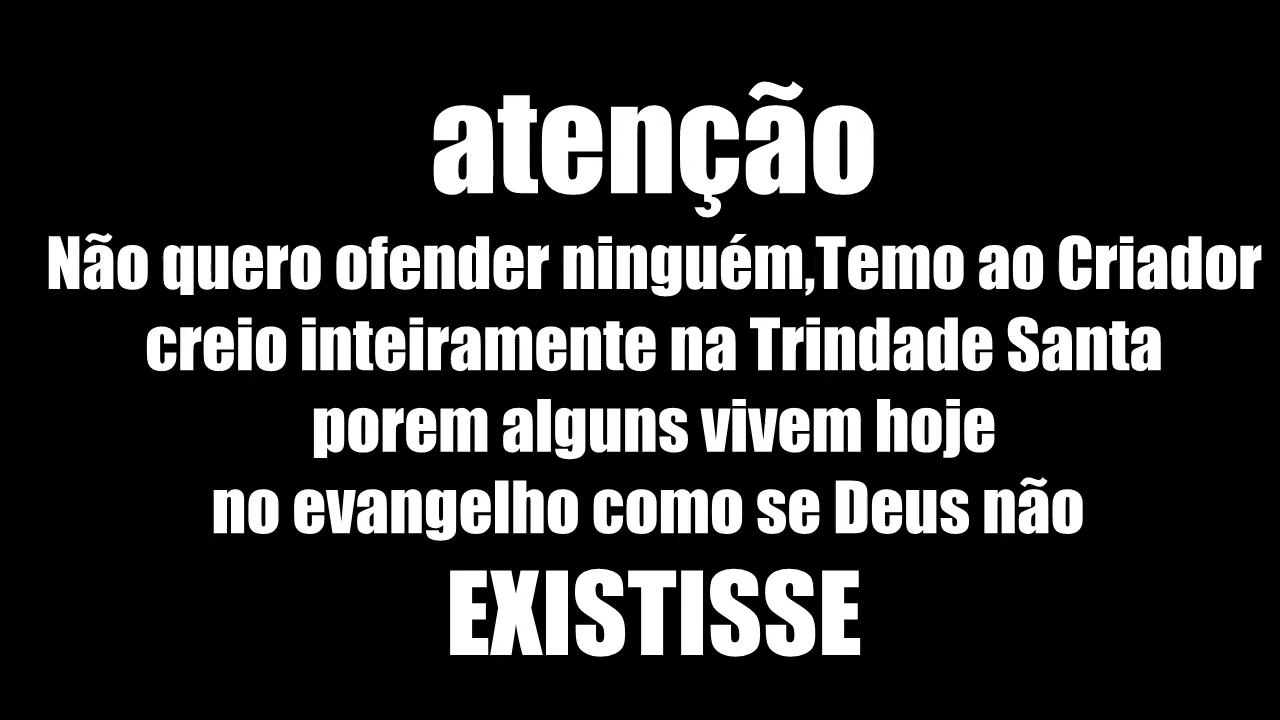 atenção
Não quero ofender ninguém,Temo ao Criador
creio inteiramente na Trindade Santa
porem alguns vivem hoje
no evangelho como se Deus não
EXISTISSE